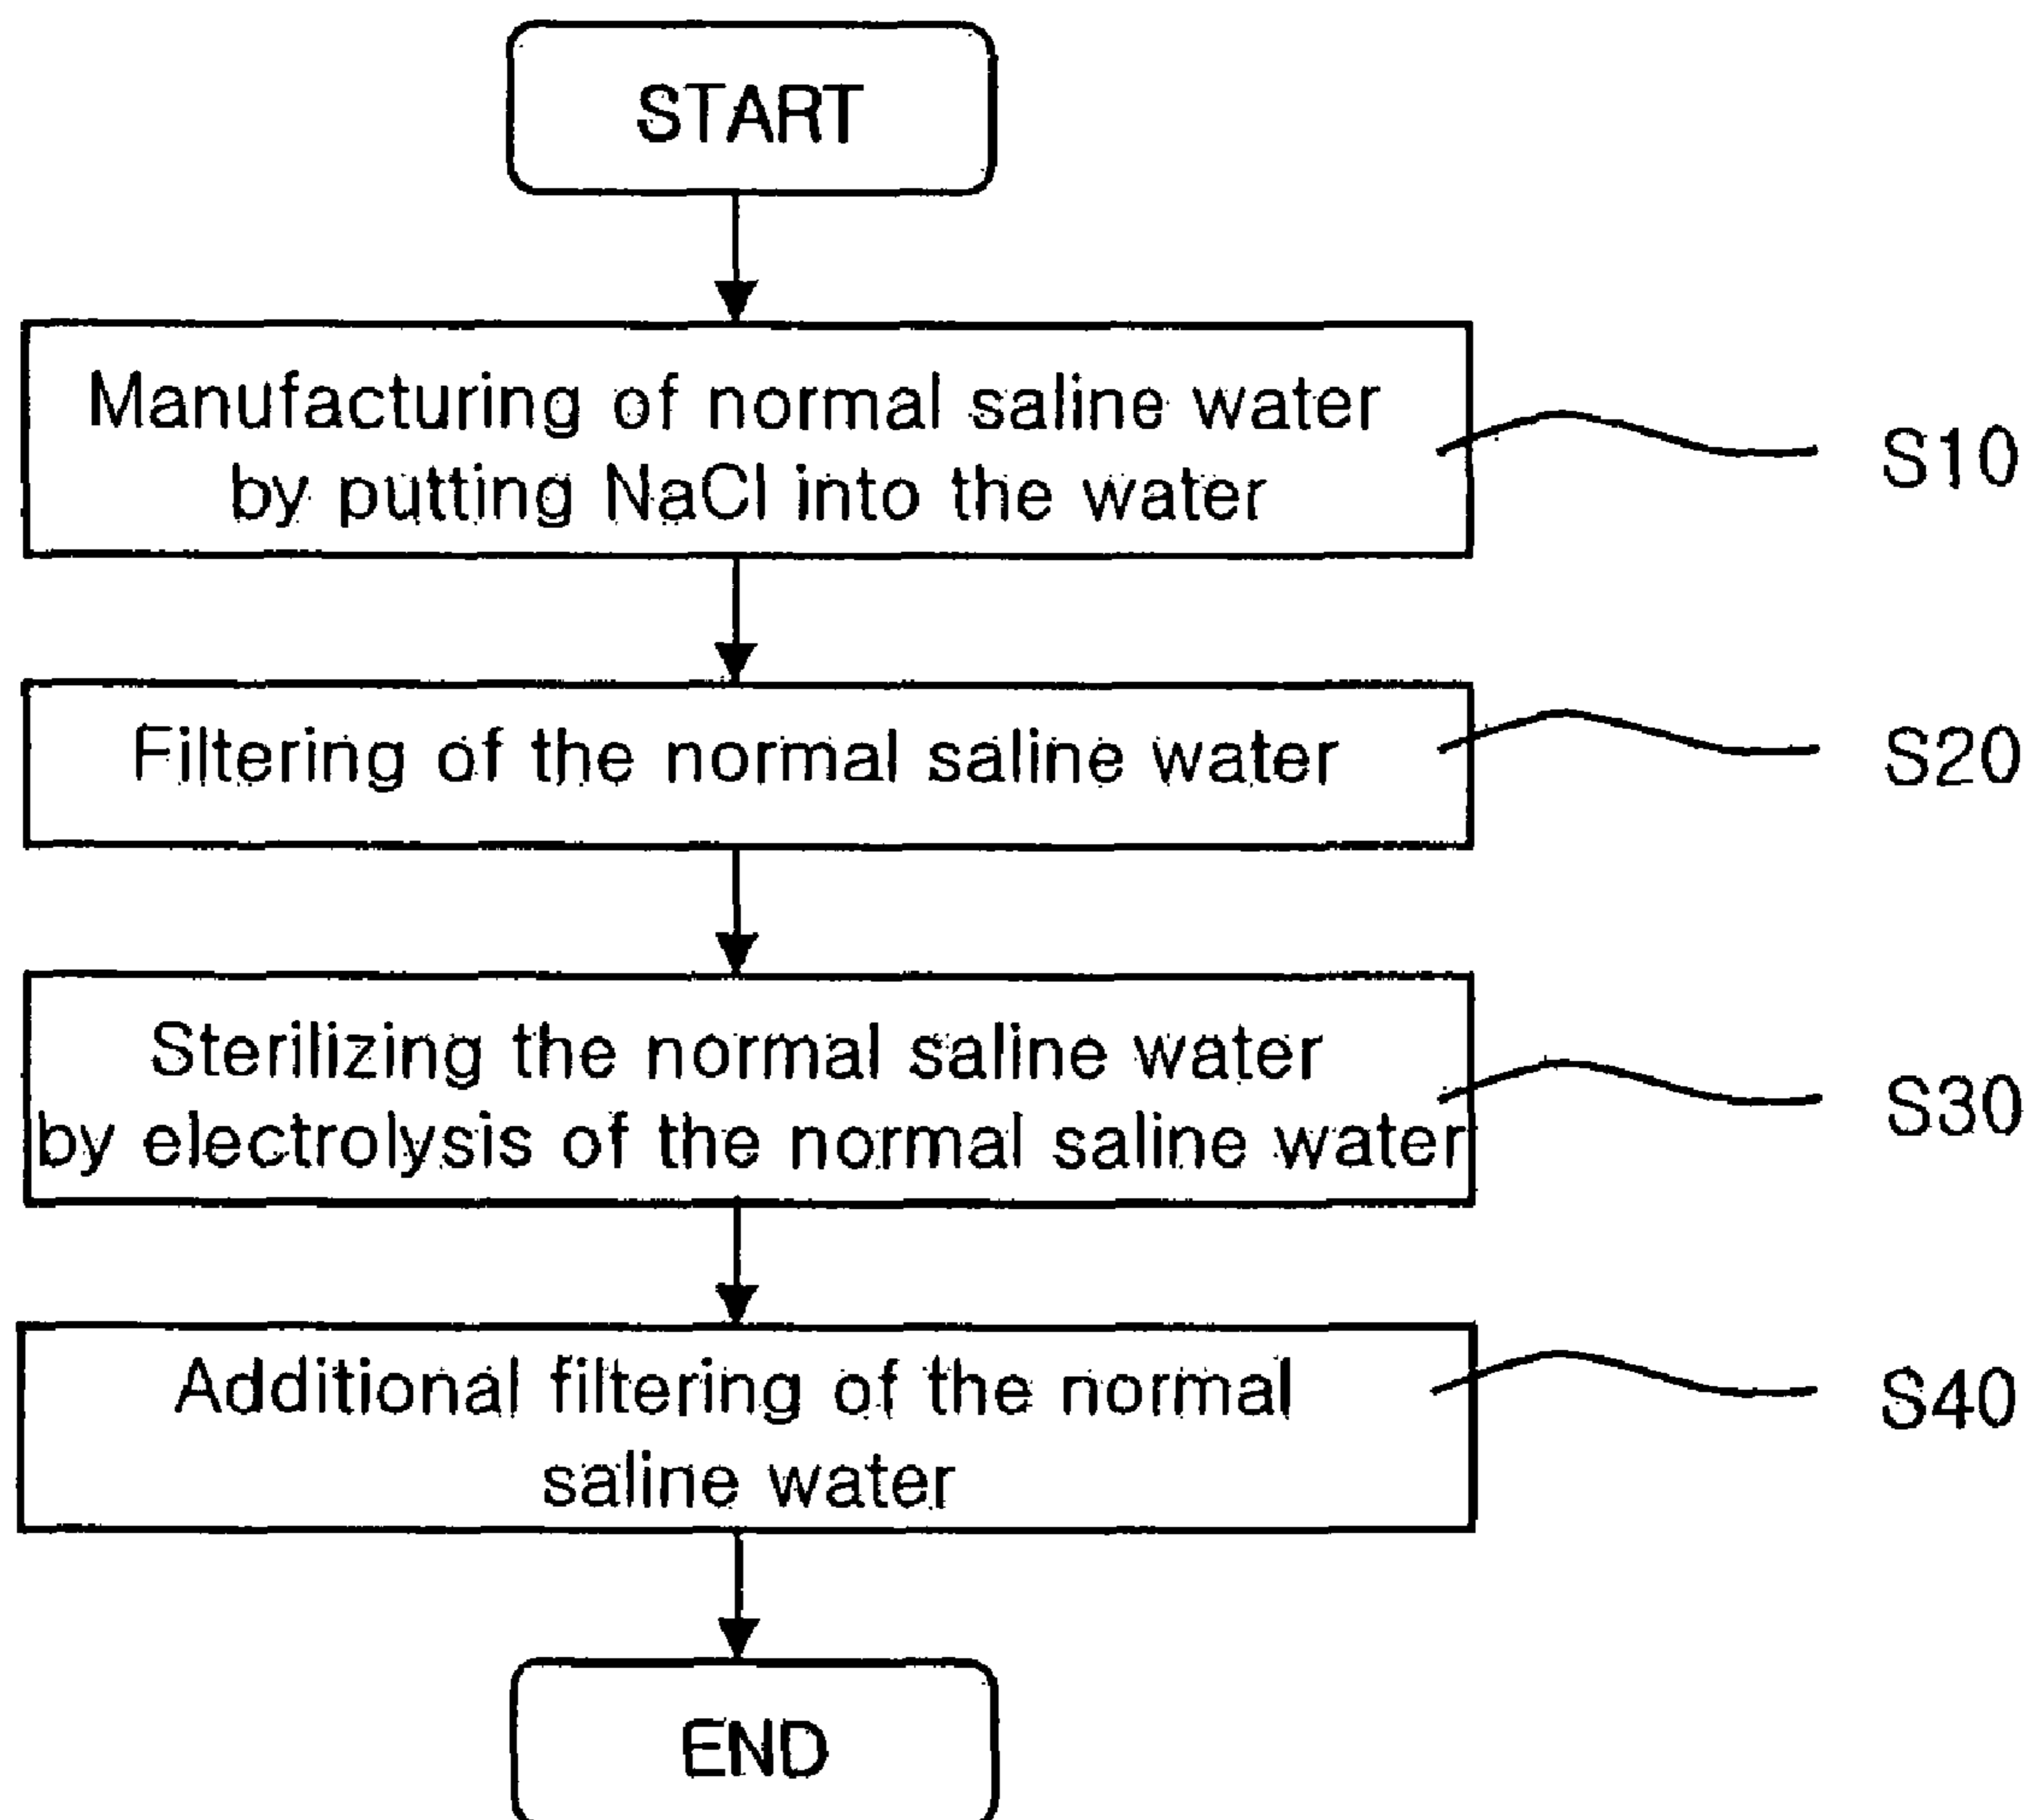 START
Manufacturing of normal saline water
by putting NaCl into the water
S10
Filtering of the normal saline water
S20
Sterilizing the normal saline water
by electrolysis of the normal saline water
S30
Additional filtering of the normal
saline water
S40
END